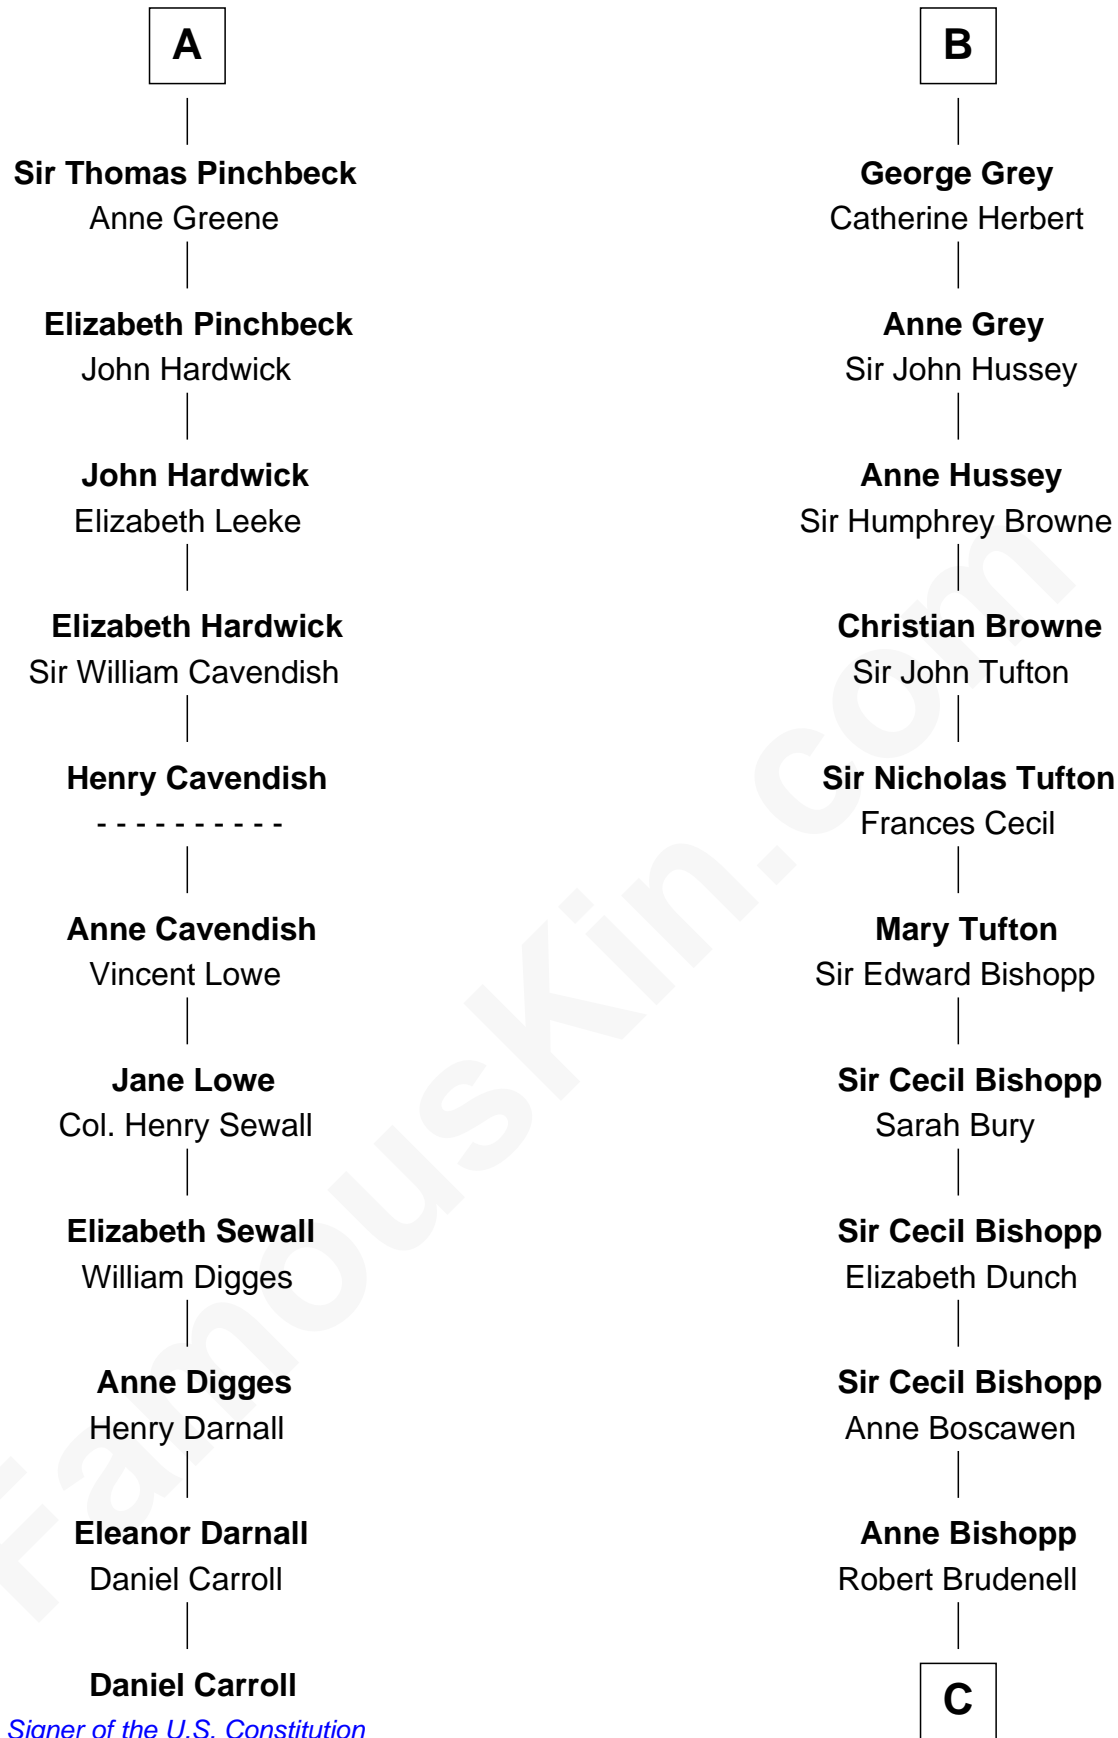 A
Sir Thomas Pinchbeck
Anne Greene
Elizabeth Pinchbeck
John Hardwick
John Hardwick
Elizabeth Leeke
Elizabeth Hardwick
Sir William Cavendish
Henry Cavendish
- - - - - - - - - -
Anne Cavendish
Vincent Lowe
Jane Lowe
Col. Henry Sewall
Elizabeth Sewall
William Digges
Anne Digges
Henry Darnall
Eleanor Darnall
Daniel Carroll
Daniel Carroll
Signer of the U.S. Constitution
B
George Grey
Catherine Herbert
Anne Grey
Sir John Hussey
Anne Hussey
Sir Humphrey Browne
Christian Browne
Sir John Tufton
Sir Nicholas Tufton
Frances Cecil
Mary Tufton
Sir Edward Bishopp
Sir Cecil Bishopp
Sarah Bury
Sir Cecil Bishopp
Elizabeth Dunch
Sir Cecil Bishopp
Anne Boscawen
Anne Bishopp
Robert Brudenell
C
FamousKin.com